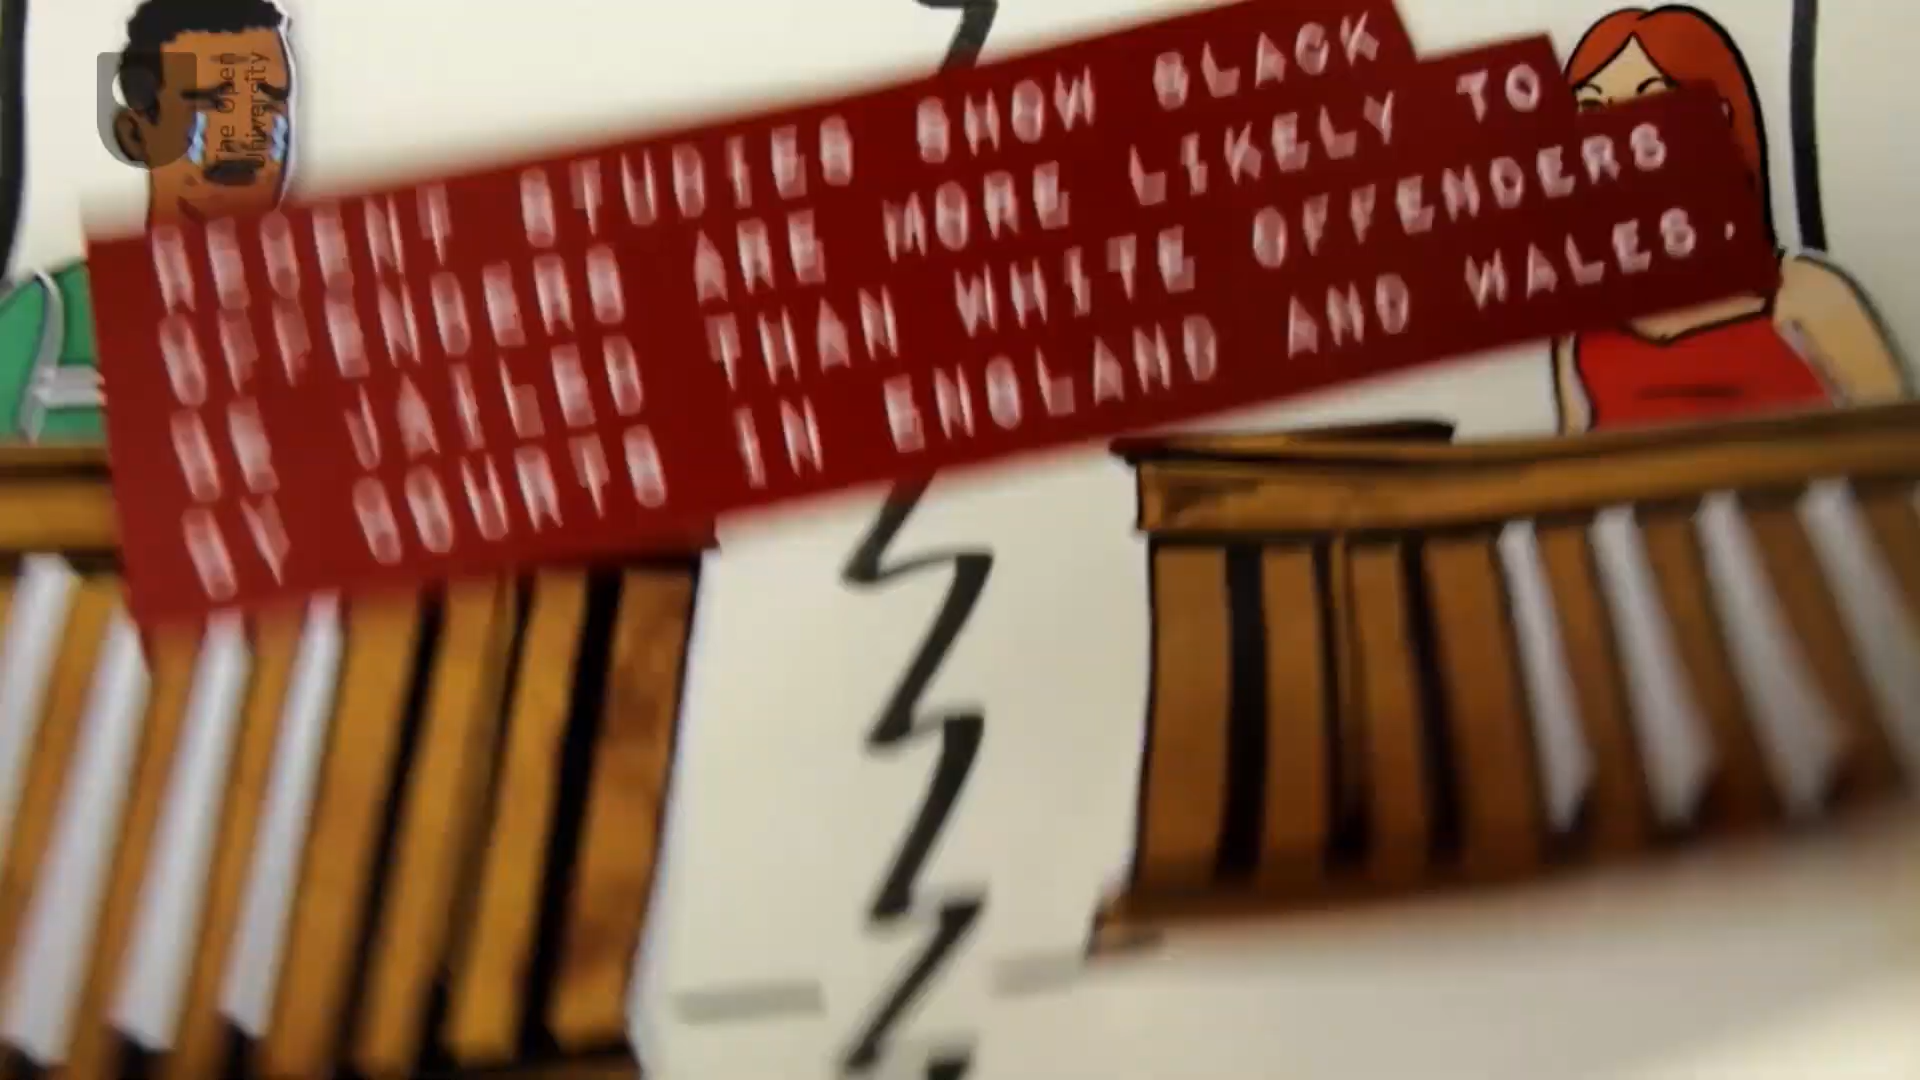 The Open
University
RECENT STUDIES SHOW BLACK
OFFENDERS ARE MORE LIKELY TO
BE JAILED THAN WHITE OFFENDERS
BY COURTS IN ENGLAND AND WALES.